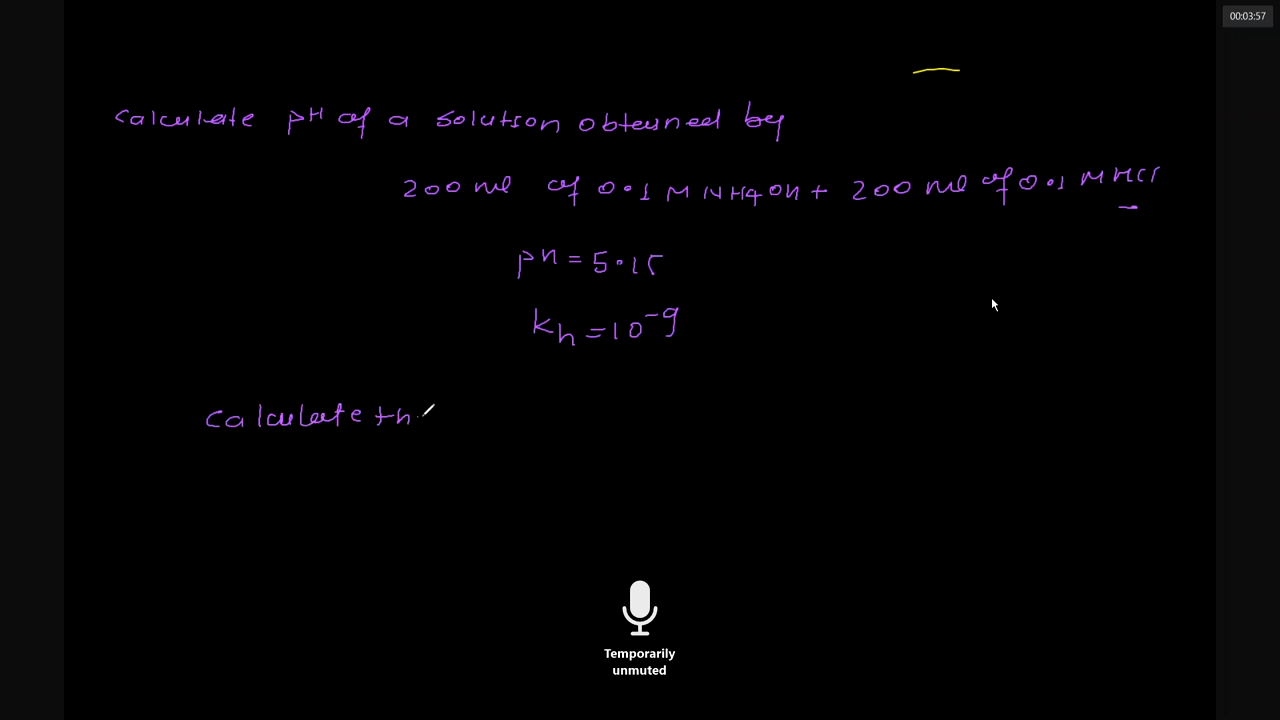 00:03:57
calculate pH of a solution obtained by
200 ml of 0.1 M NH4OH + 200 ml of 0.1 M HCl
pH = 5.15
Kh = 10⁻⁹
calculate th
Temporarily
unmuted